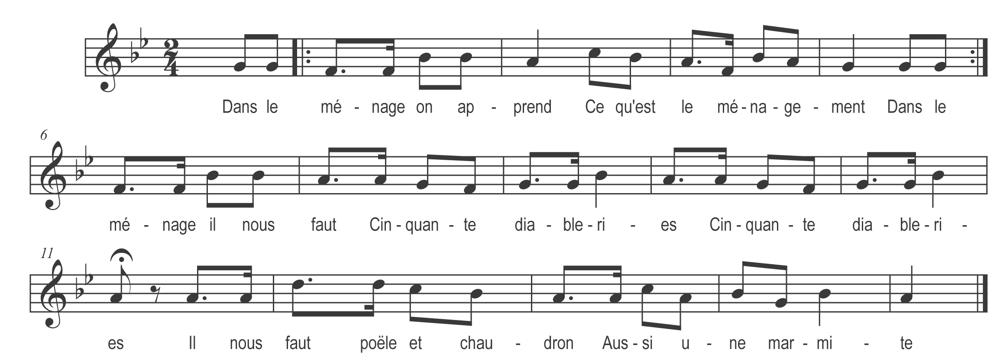 Dans le mé - nage on ap - prend Ce qu'est le mé - na - ge - ment Dans le
6
mé - nage il nous faut Cin - quan - te dia - ble - ri - es Cin - quan - te dia - ble - ri -
11
es Il nous faut poële et chau - dron Aus - si u - ne mar - mi - te